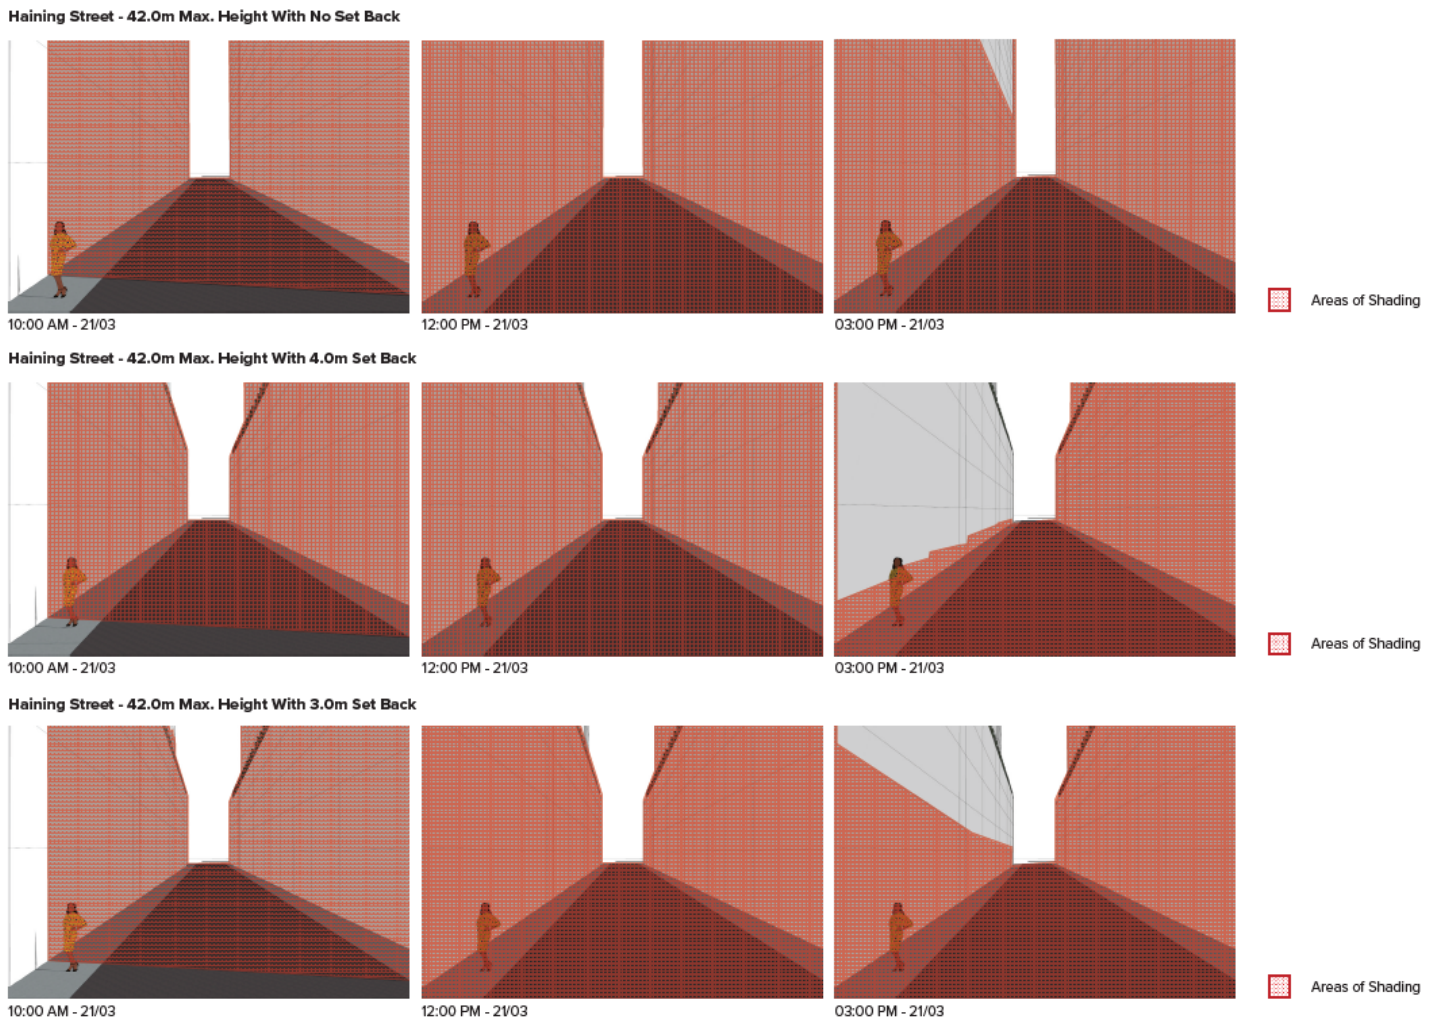 Haining Street - 42.0m Max. Height With No Set Back
Areas of Shading
10:00 AM - 21/03
12:00 PM - 21/03
03:00 PM - 21/03
Haining Street - 42.0m Max. Height With 4.0m Set Back
Areas of Shading
10:00 AM - 21/03
12:00 PM - 21/03
03:00 PM - 21/03
Haining Street - 42.0m Max. Height With 3.0m Set Back
Areas of Shading
10:00 AM - 21/03
12:00 PM - 21/03
03:00 PM - 21/03